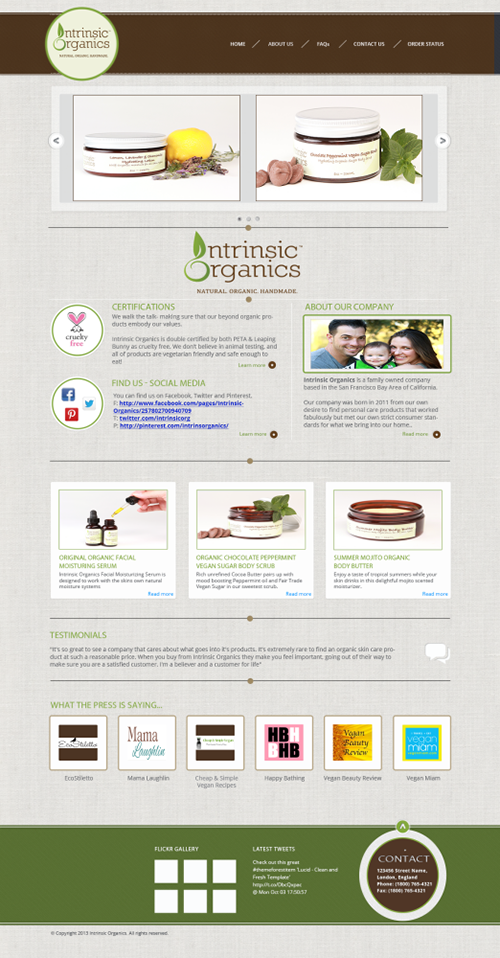 Intrinsic
Organics
NATURAL. ORGANIC. HANDMADE.
HOME
ABOUT US
FAQs
CONTACT US
ORDER STATUS
Intrinsic
Organics
NATURAL. ORGANIC. HANDMADE.
CERTIFICATIONS
We walk the talk- making sure that our beyond organic pro-
ducts embody our values.
Intrinsic Organics is double certified by both PETA & Leaping
Bunny as cruelty free. We don't believe in animal testing, and
all of products are vegetarian friendly and safe enough to
eat!
Learn more
cruelty
free
FIND US - SOCIAL MEDIA
You can find us on Facebook, Twitter and Pinterest,
F: http://www.facebook.com/pages/Intrinsic-
Organics/257802700940709
T: twitter.com/intrinsicorg
P: http://pinterest.com/intrinsorganics/
Learn more
ABOUT OUR COMPANY
Intrinsic Organics is a family owned company
based in the San Francisco Bay Area of California.
Our company was born in 2011 from our own
desire to find personal care products that worked
fabulously but met our own strict consumer stan-
dards for what we bring into our home..
Read more
ORIGINAL ORGANIC FACIAL
MOISTURING SERUM
Intrinsic Organics Facial Moisturizing Serum is
designed to work with the skins own natural
moisture systems
Read more
ORGANIC CHOCOLATE PEPPERMINT
VEGAN SUGAR BODY SCRUB
Rich unrefined Cocoa Butter pairs up with
mood boosting Peppermint oil and Fair Trade
Vegan Sugar in our sweetest scrub.
Read more
SUMMER MOJITO ORGANIC
BODY BUTTER
Enjoy a taste of tropical summers while your
skin drinks in this delightful mojito scented
moisturizer.
Read more
TESTIMONIALS
"It's so great to see a company that cares about what goes into it's products. It's extremely rare to find an organic skin care pro-
duct at such a reasonable price. When you buy from Intrinsic Organics they make you feel important, going out of their way to
make sure you are a satisfied customer. I'm a believer and a customer for life"
WHAT THE PRESS IS SAYING...
EcoStiletto
Mama
Laughlin
HBH
BHB
Vegan
Beauty
Review
vegan
miam
EcoStiletto
Mama Laughlin
Cheap & Simple
Vegan Recipes
Happy Bathing
Vegan Beauty Review
Vegan Miam
FLICKR GALLERY
LATEST TWEETS
Check out this great
#themeforestitem 'Lucid - Clean and
Fresh Template'
@ Mon Oct 03 17:50:57
CONTACT
123456 Street Name,
London, England
Phone: (1800) 765-4321
Fax: (1800) 765-4321
© Copyright 2013 Intrinsic Organics. All rights reserved.